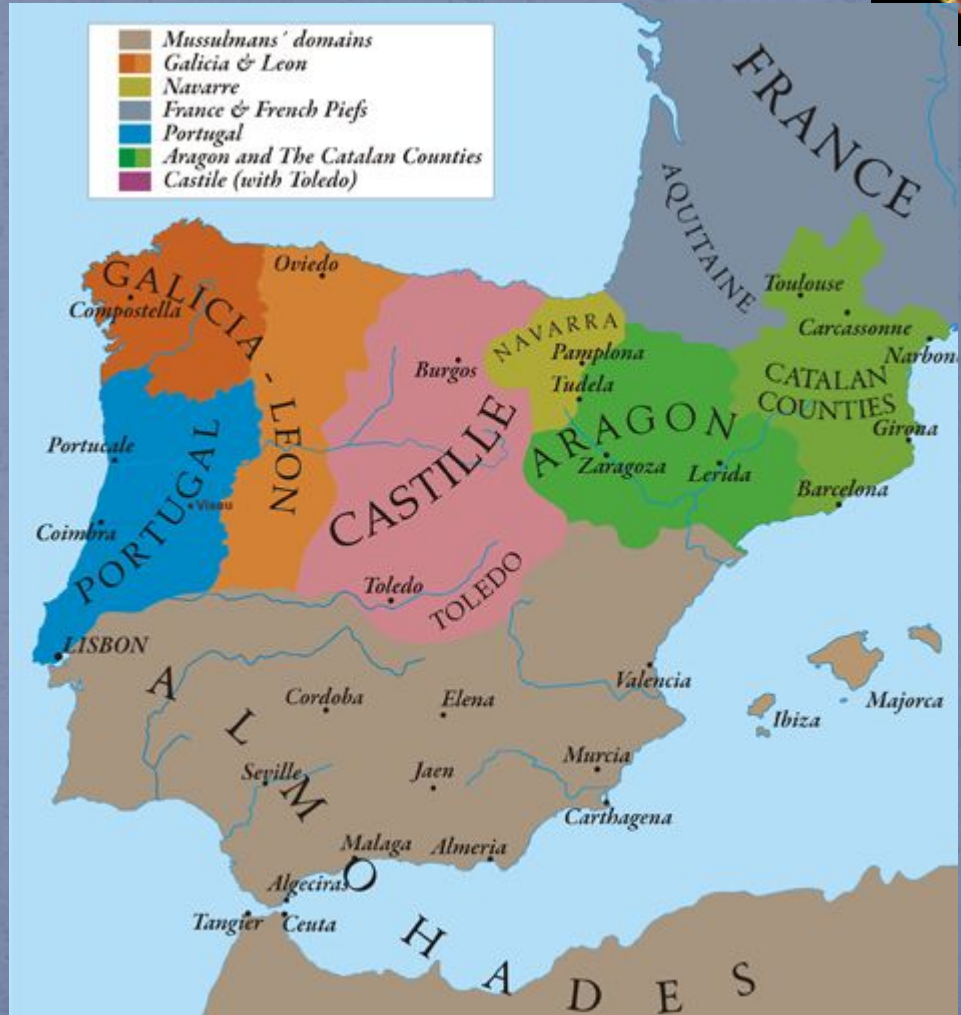 Mussulmans´ domains
Galicia & Leon
Navarre
France & French Piefs
Portugal
Aragon and The Catalan Counties
Castile (with Toledo)
FRANCE
AQUITAINE
GALICIA - LEON
Oviedo
Compostella
Toulouse
Carcassonne
Narbon
NAVARRA
Pamplona
Burgos
Tudela
CATALAN
COUNTIES
Girona
CASTILLE
ARAGON
Portucale
PORTUGAL
Zaragoza
Lerida
Barcelona
Viseu
Coimbra
Toledo
TOLEDO
LISBON
Valencia
Majorca
Ibiza
ALMOHADES
Cordoba
Elena
Murcia
Seville
Jaen
Carthagena
Malaga
Almeria
Algeciras
Tangier
Ceuta